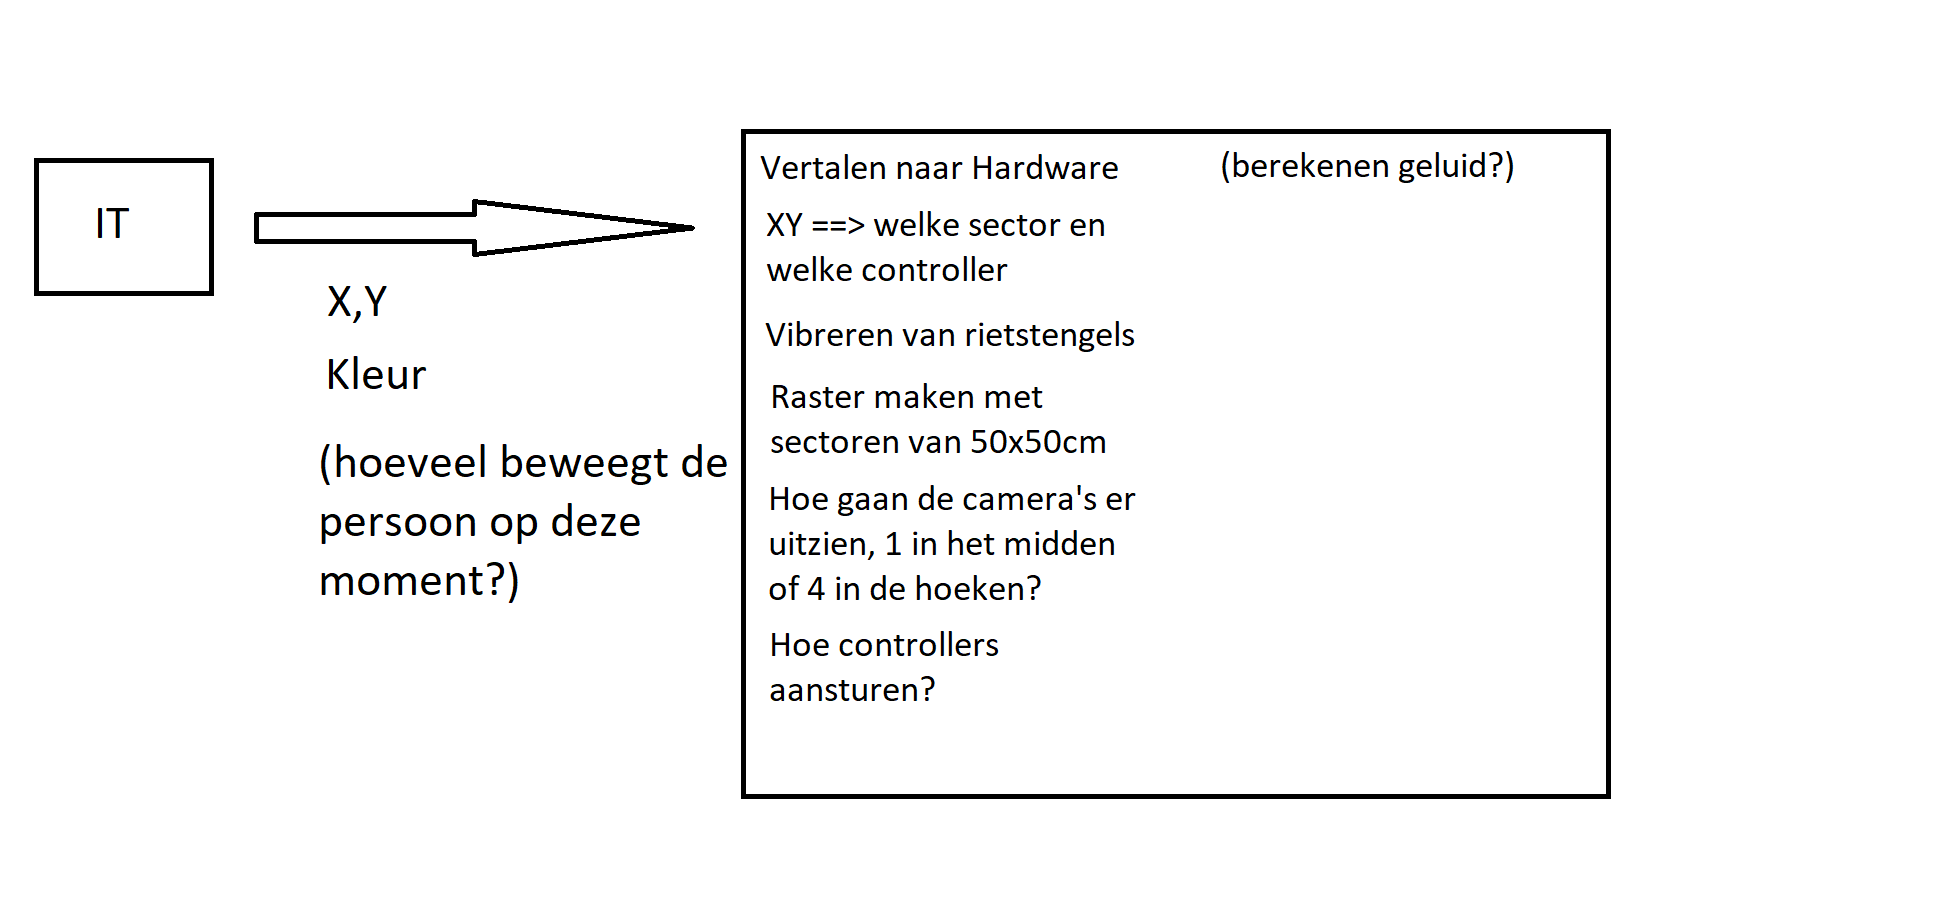 IT
X,Y
Kleur
(hoeveel beweegt de
persoon op deze
moment?)
Vertalen naar Hardware
(berekenen geluid?)
XY ==> welke sector en
welke controller
Vibreren van rietstengels
Raster maken met
sectoren van 50x50cm
Hoe gaan de camera's er
uitzien, 1 in het midden
of 4 in de hoeken?
Hoe controllers
aansturen?